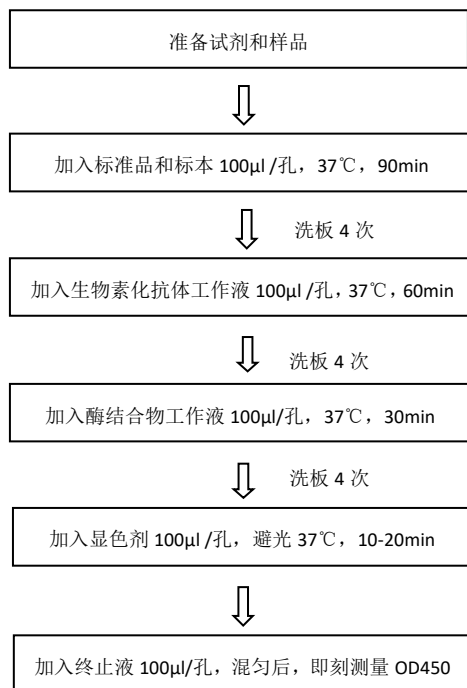 准备试剂和样品
加入标准品和标本 100μl /孔，37℃，90min
洗板 4 次
加入生物素化抗体工作液 100μl /孔，37℃，60min
洗板 4 次
加入酶结合物工作液 100μl/孔，37℃，30min
洗板 4 次
加入显色剂 100μl /孔，避光 37℃，10-20min
加入终止液 100μl/孔，混匀后，即刻测量 OD450